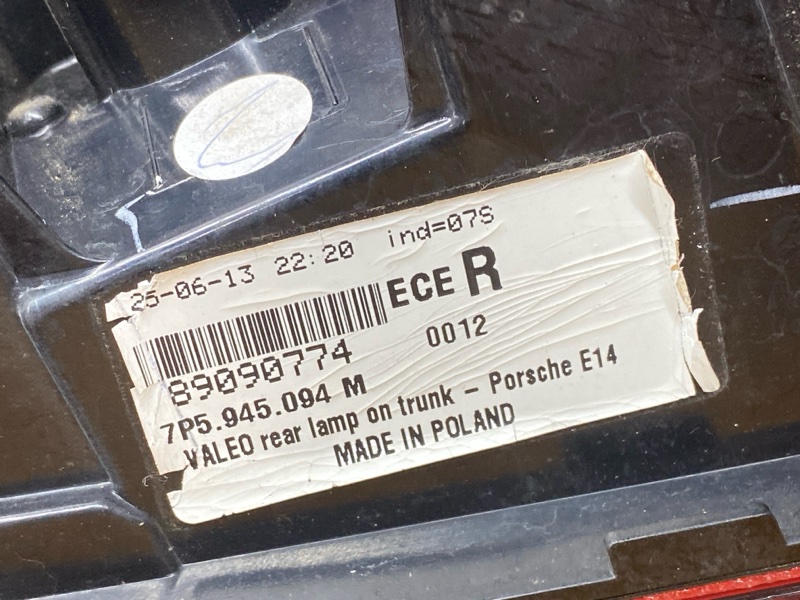 25-06-13 22:20 ind=07S
ECE R
89090774 0012
7P5.945.094 M
VALEO rear lamp on trunk – Porsche E14
MADE IN POLAND